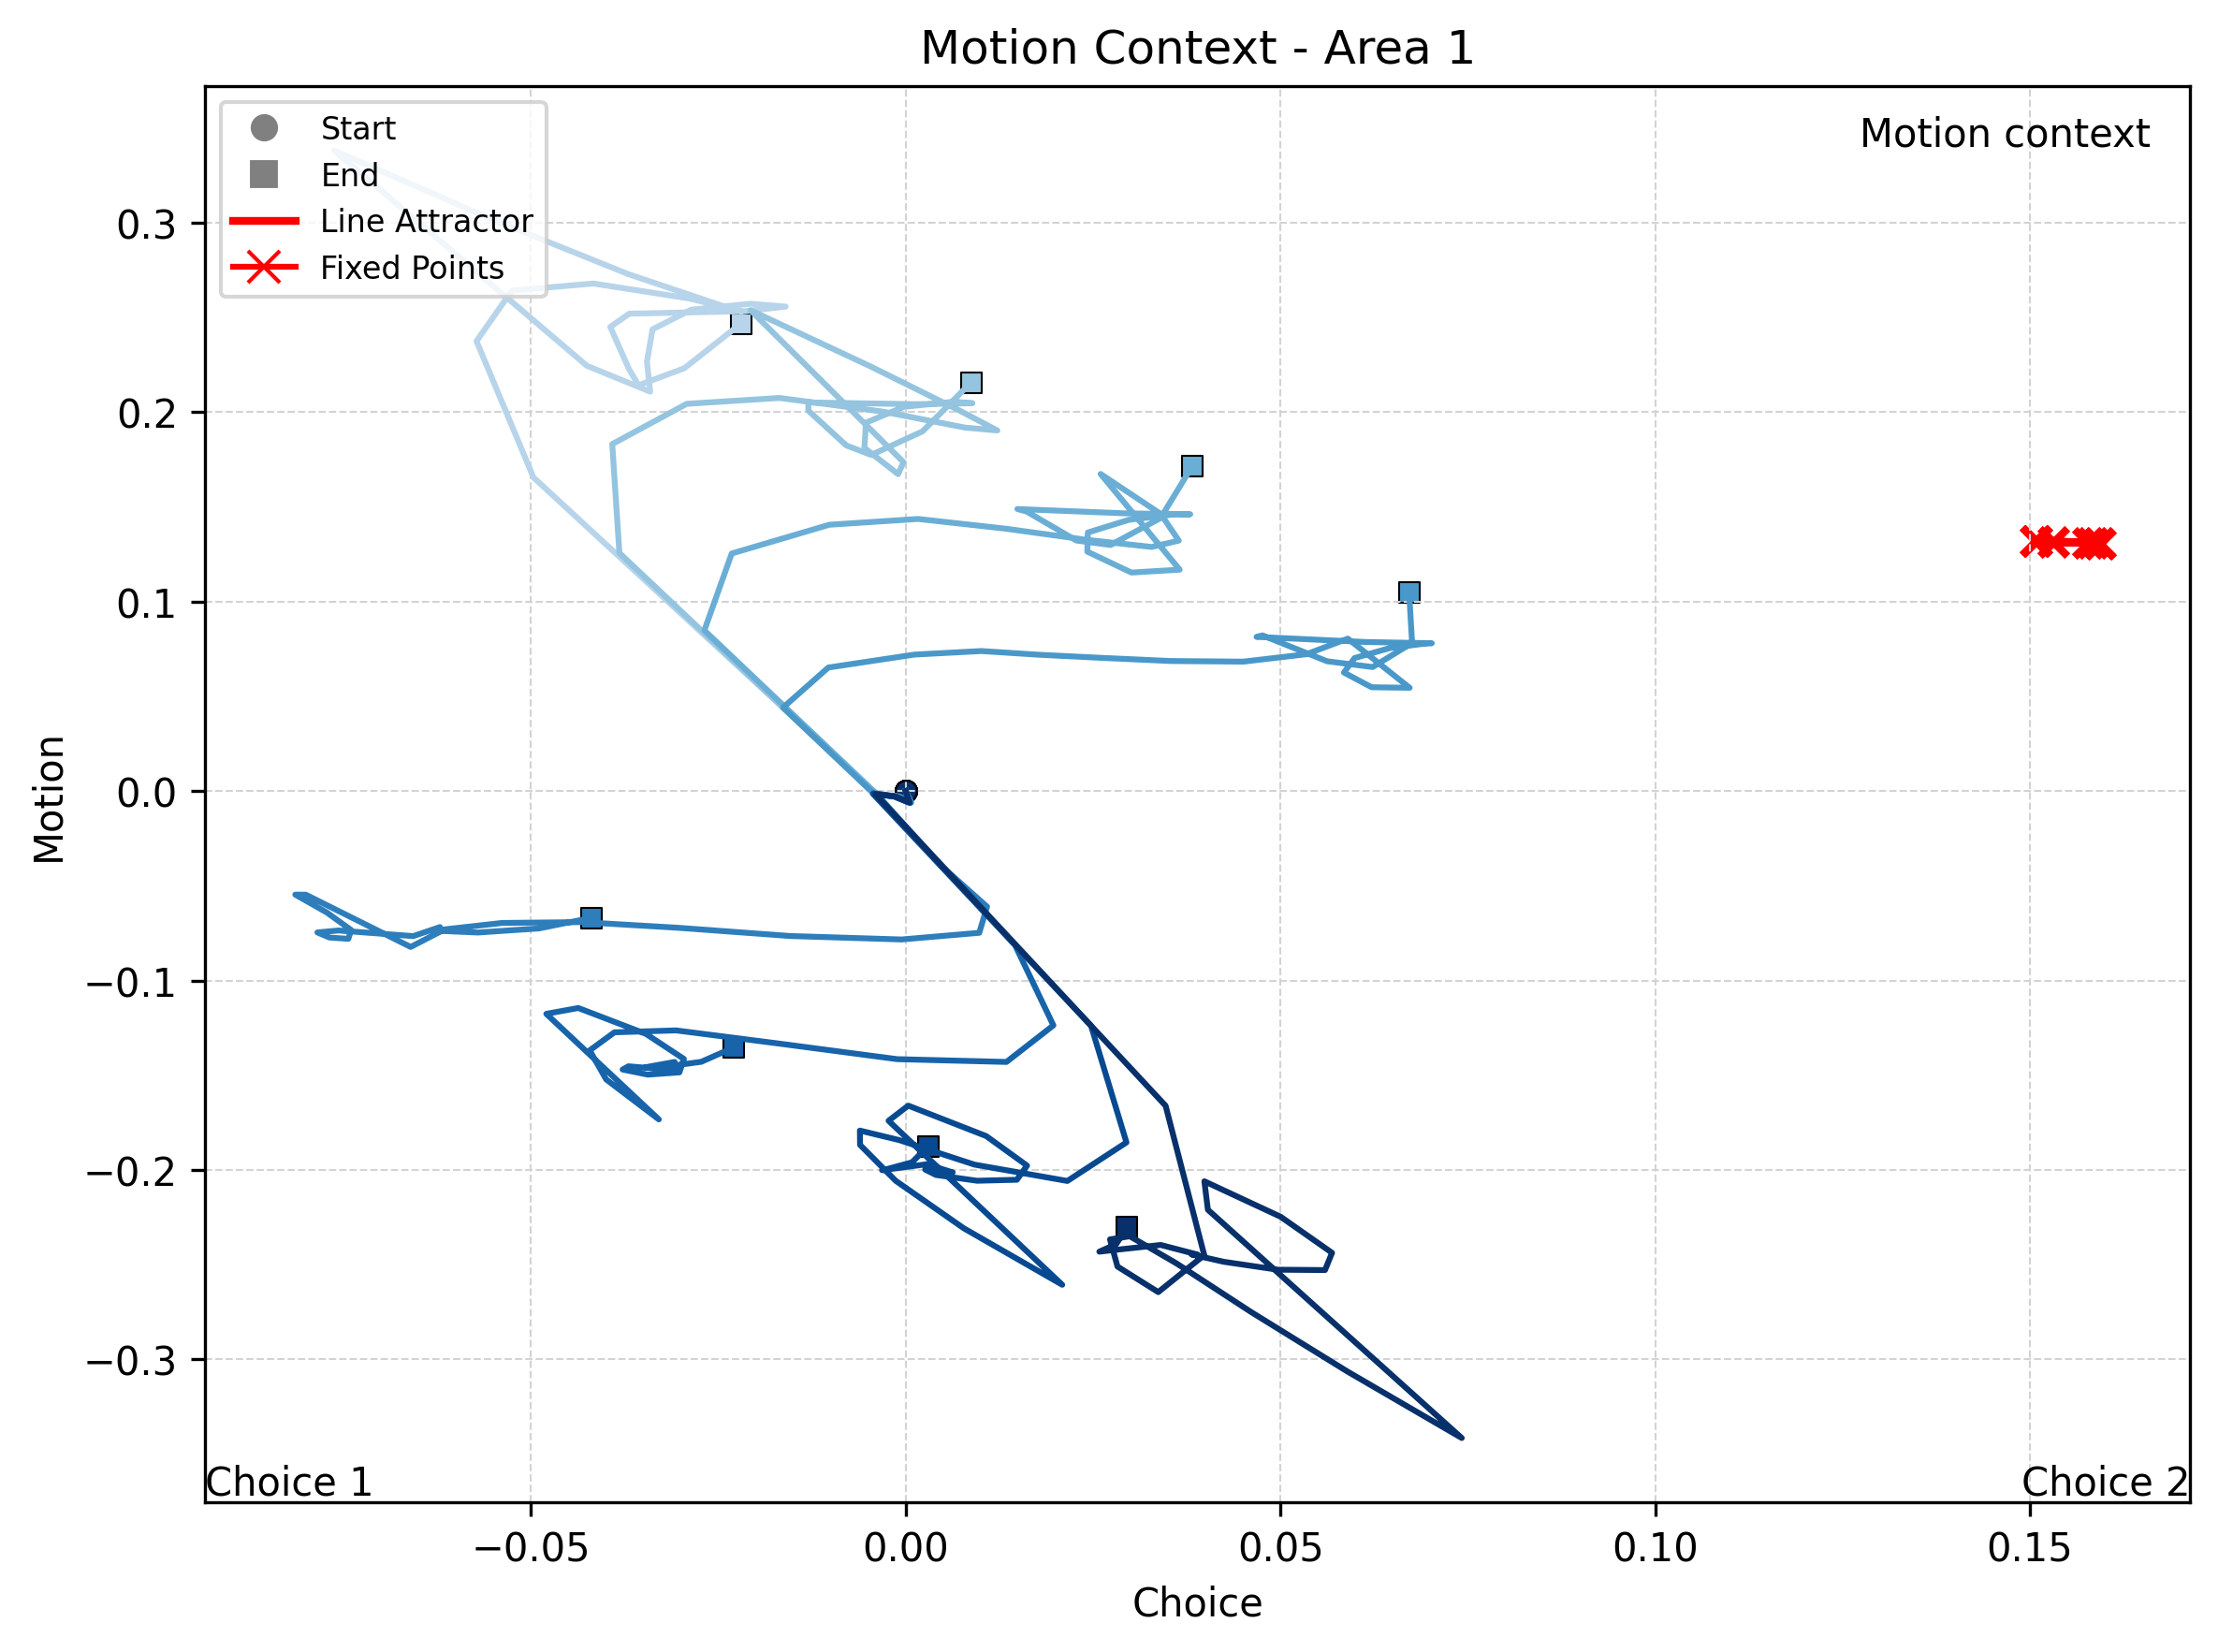 Motion Context - Area 1
Motion context
Start
End
Line Attractor
Fixed Points
Motion
0.3
0.2
0.1
0.0
−0.1
−0.2
−0.3
Choice 1
Choice 2
−0.05
0.00
0.05
0.10
0.15
Choice